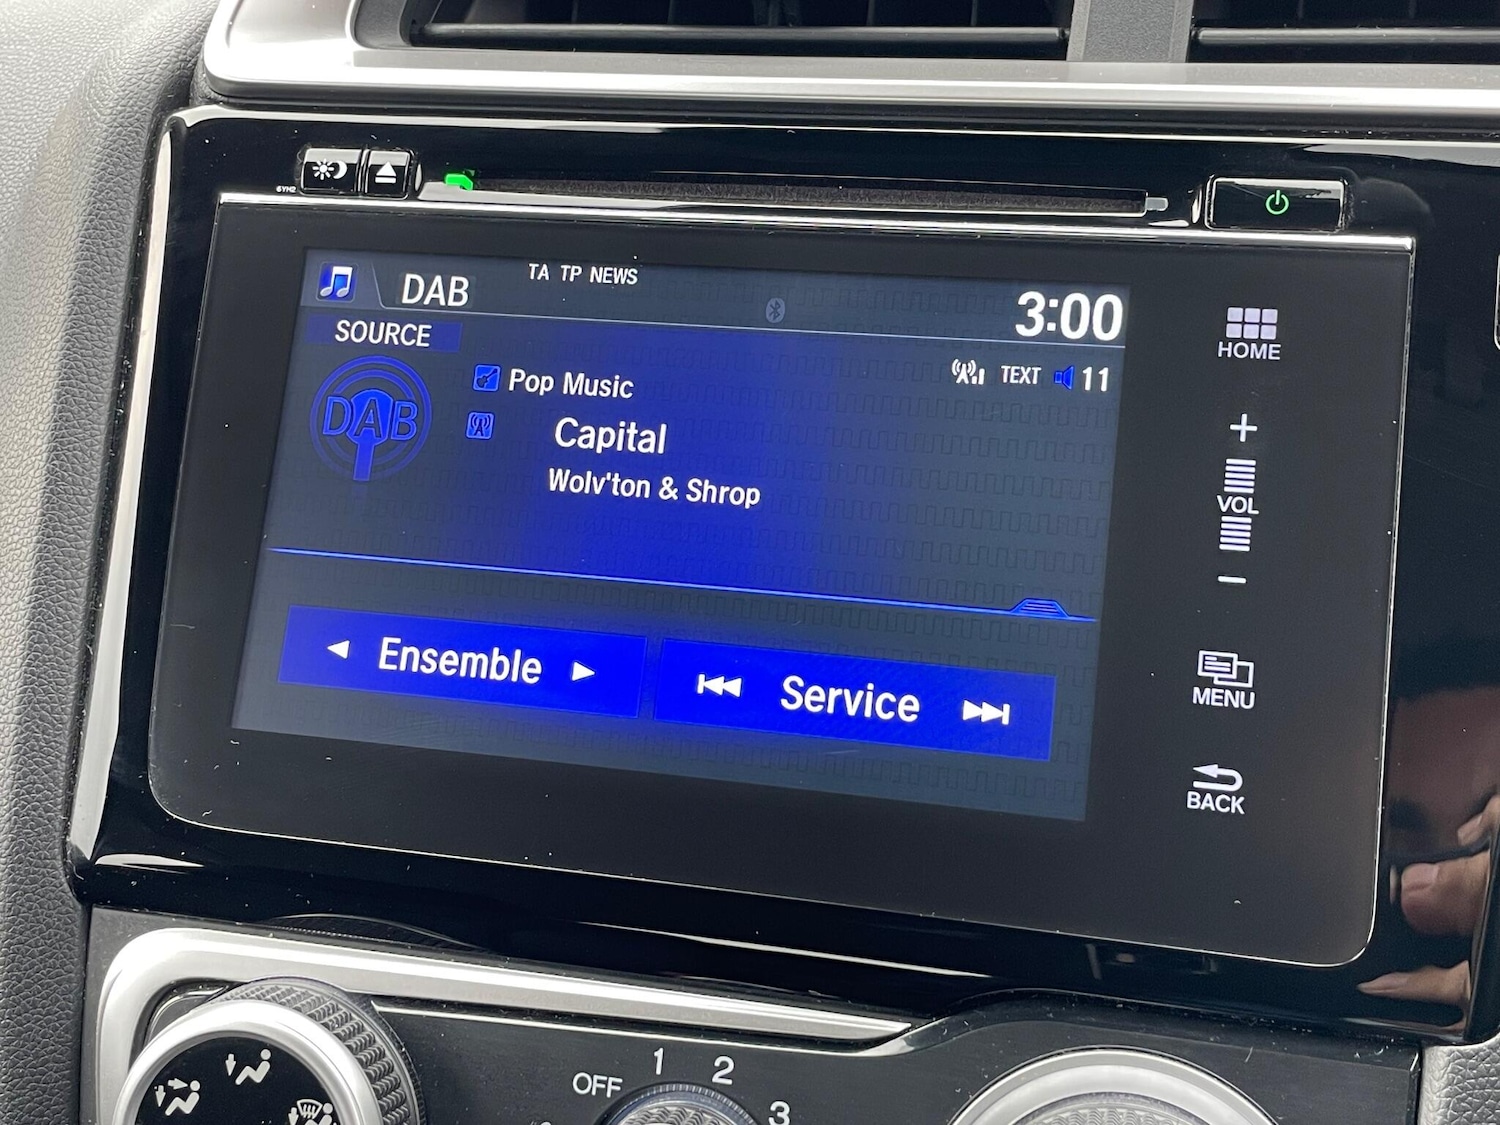 6YH2
DAB
TA TP NEWS
3:00
SOURCE
HOME
DAB
Pop Music
TEXT 11
Capital
Wolv'ton & Shrop
+
VOL
−
Ensemble
Service
MENU
BACK
OFF 1 2 3